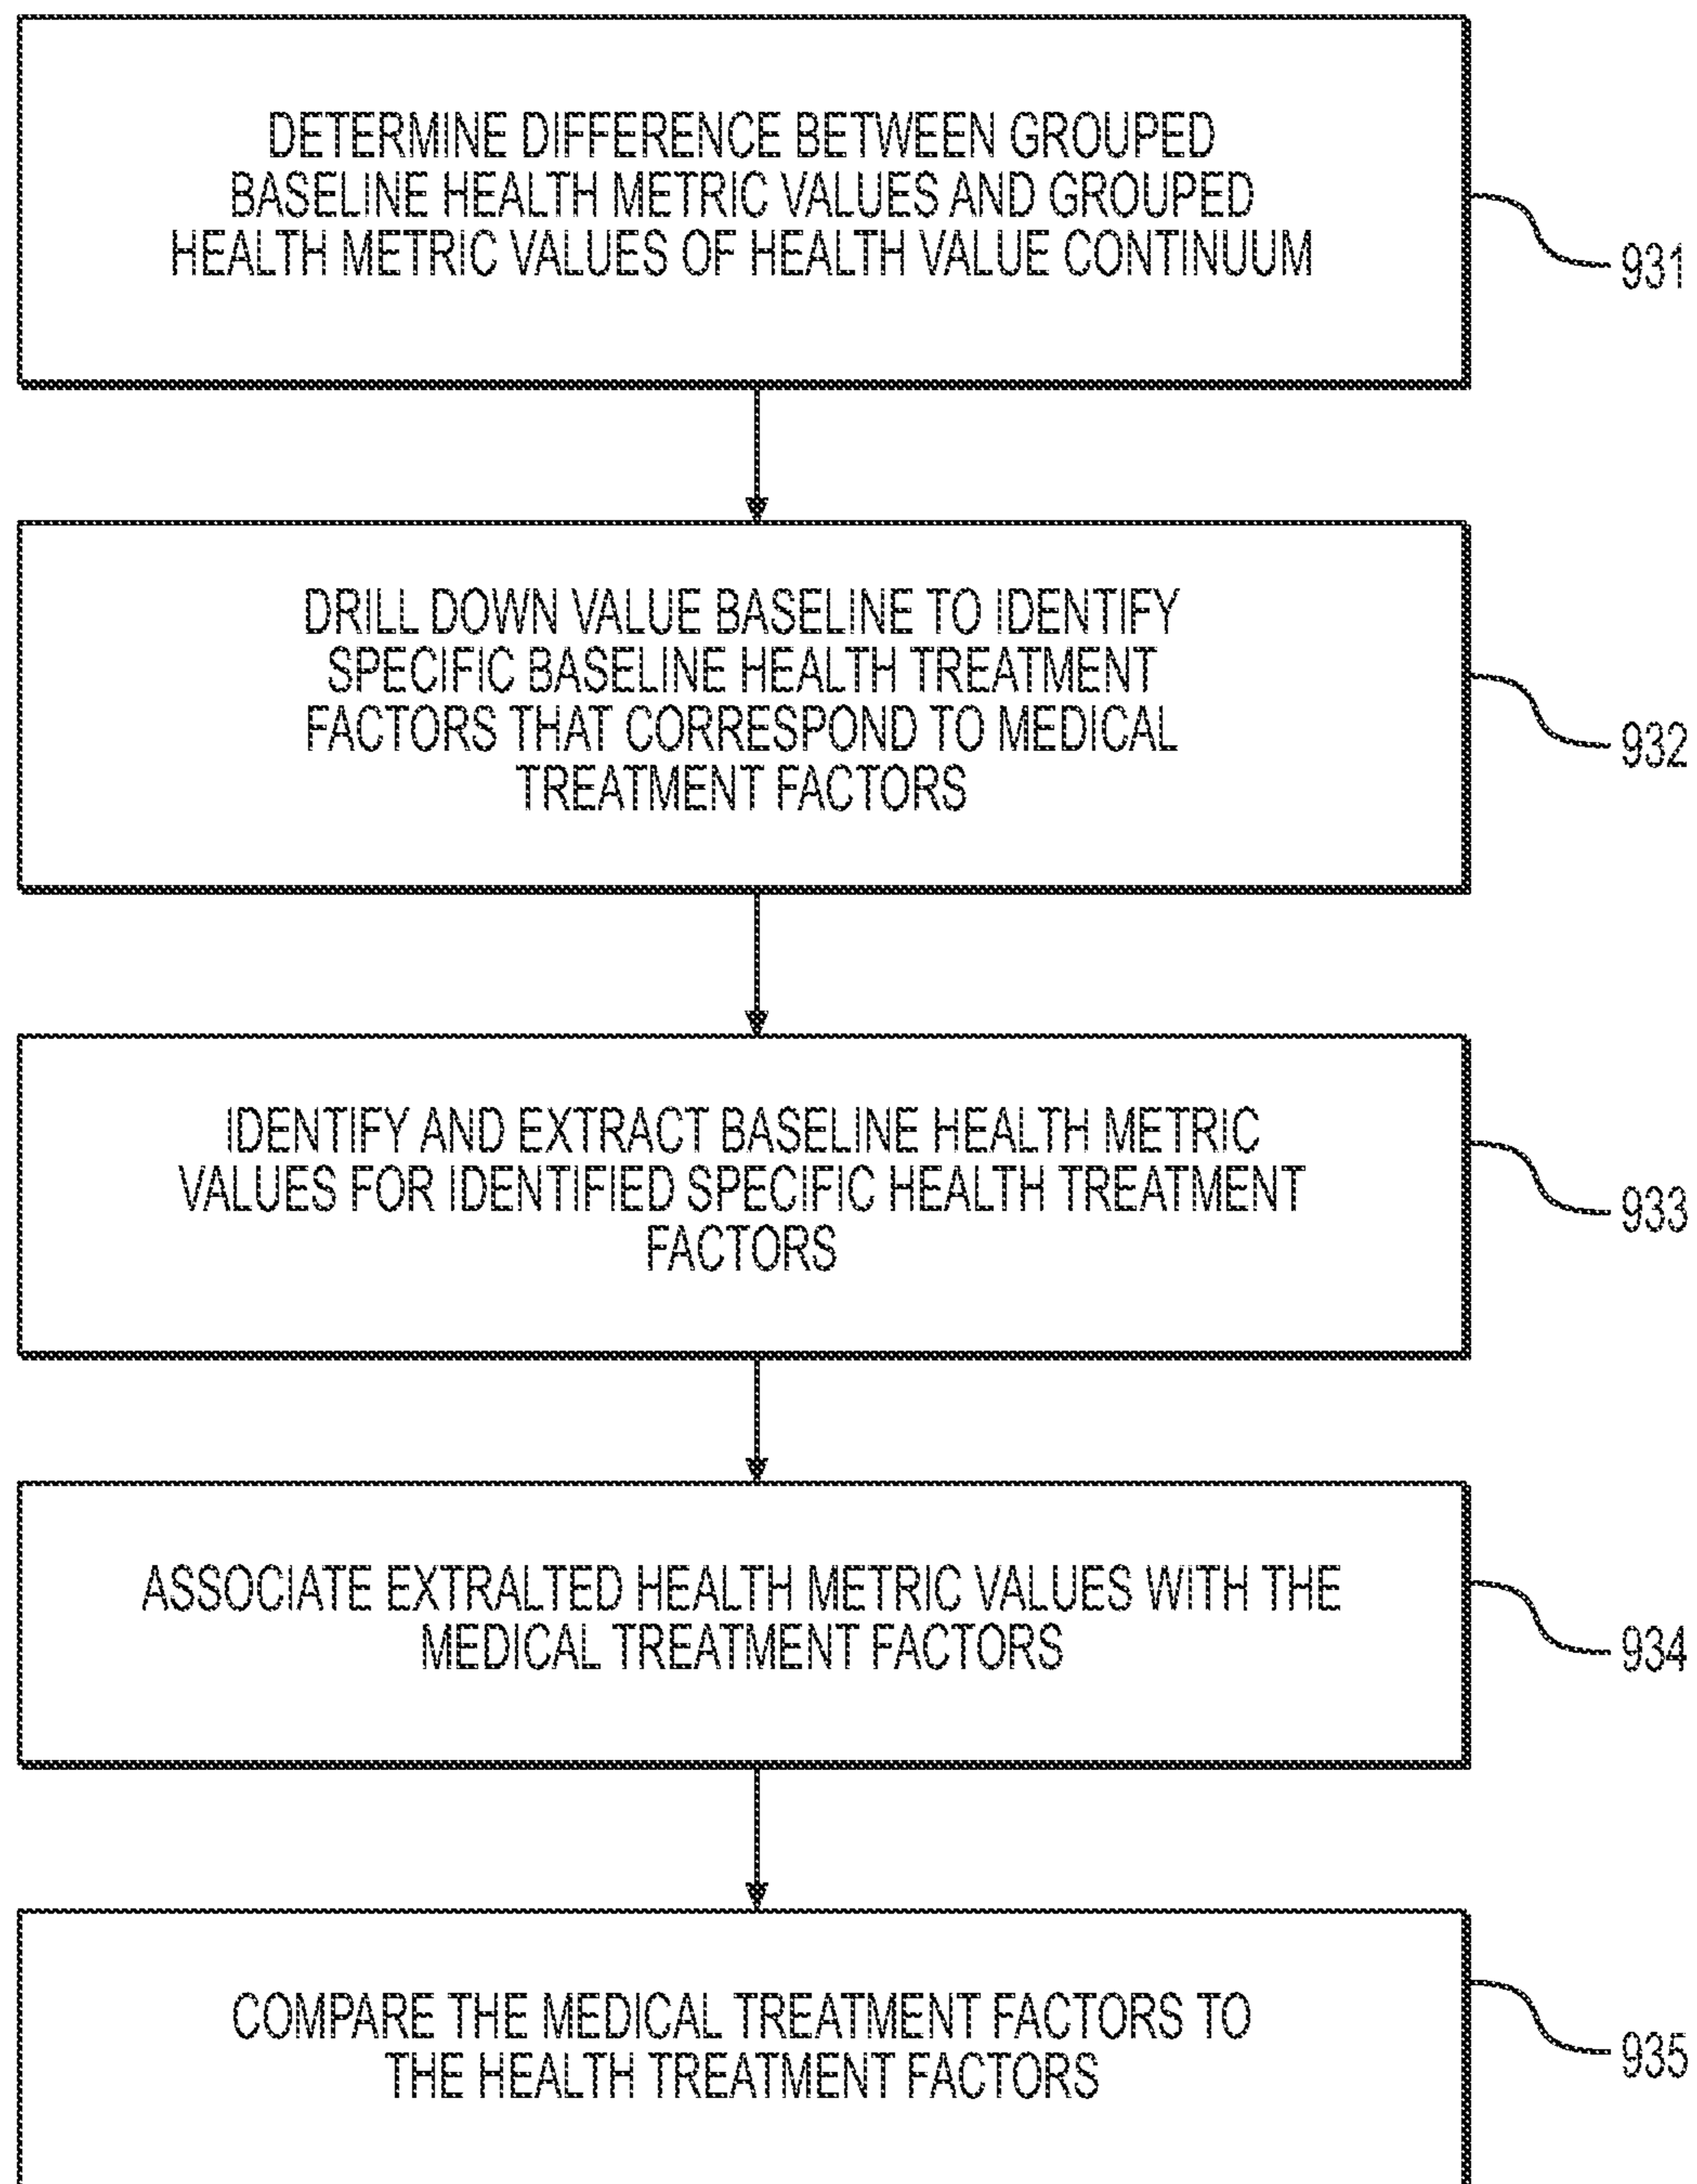 DETERMINE DIFFERENCE BETWEEN GROUPED
BASELINE HEALTH METRIC VALUES AND GROUPED
HEALTH METRIC VALUES OF HEALTH VALUE CONTINUUM
931
DRILL DOWN VALUE BASELINE TO IDENTIFY
SPECIFIC BASELINE HEALTH TREATMENT
FACTORS THAT CORRESPOND TO MEDICAL
TREATMENT FACTORS
932
IDENTIFY AND EXTRACT BASELINE HEALTH METRIC
VALUES FOR IDENTIFIED SPECIFIC HEALTH TREATMENT
FACTORS
933
ASSOCIATE EXTRALTED HEALTH METRIC VALUES WITH THE
MEDICAL TREATMENT FACTORS
934
COMPARE THE MEDICAL TREATMENT FACTORS TO
THE HEALTH TREATMENT FACTORS
935